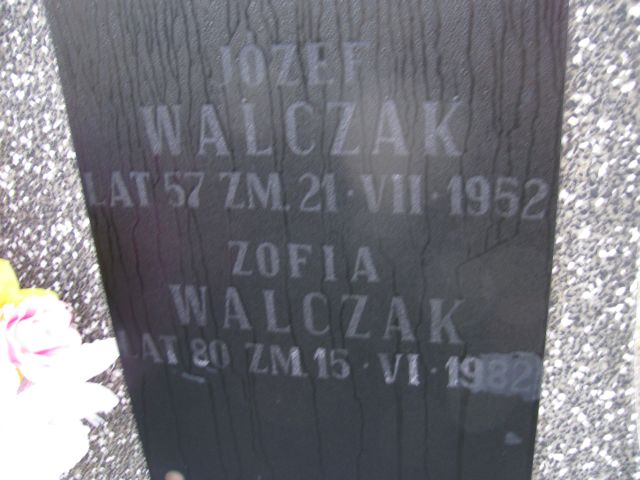 JÓZEF
WALCZAK
LAT 57 ZM. 21·VII·1952
ZOFIA
WALCZAK
LAT 80 ZM. 15·VI·1982